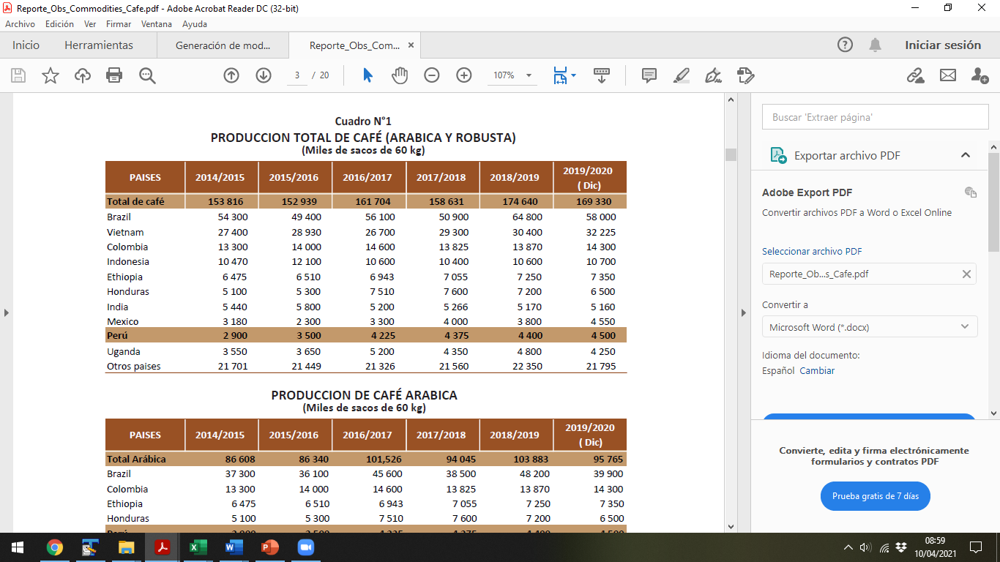 Reporte_Obs_Commodities_Cafe.pdf - Adobe Acrobat Reader DC (32-bit)
Archivo Edición Ver Firmar Ventana Ayuda
Inicio Herramientas Generación de mod... Reporte_Obs_Com... × Iniciar sesión
3 / 20 107%
Cuadro N°1
PRODUCCION TOTAL DE CAFÉ (ARABICA Y ROBUSTA)
(Miles de sacos de 60 kg)
PAISES 2014/2015 2015/2016 2016/2017 2017/2018 2018/2019 2019/2020 ( Dic)
Total de café 153 816 152 939 161 704 158 631 174 640 169 330
Brazil 54 300 49 400 56 100 50 900 64 800 58 000
Vietnam 27 400 28 930 26 700 29 300 30 400 32 225
Colombia 13 300 14 000 14 600 13 825 13 870 14 300
Indonesia 10 470 12 100 10 600 10 400 10 600 10 700
Ethiopia 6 475 6 510 6 943 7 055 7 250 7 350
Honduras 5 100 5 300 7 510 7 600 7 200 6 500
India 5 440 5 800 5 200 5 266 5 170 5 160
Mexico 3 180 2 300 3 300 4 000 3 800 4 550
Perú 2 900 3 500 4 225 4 375 4 400 4 500
Uganda 3 550 3 650 5 200 4 350 4 800 4 250
Otros paises 21 701 21 449 21 326 21 560 22 350 21 795
PRODUCCION DE CAFÉ ARABICA
(Miles de sacos de 60 kg)
PAISES 2014/2015 2015/2016 2016/2017 2017/2018 2018/2019 2019/2020 ( Dic)
Total Arábica 86 608 86 340 101,526 94 045 103 883 95 765
Brazil 37 300 36 100 45 600 38 500 48 200 39 900
Colombia 13 300 14 000 14 600 13 825 13 870 14 300
Ethiopia 6 475 6 510 6 943 7 055 7 250 7 350
Honduras 5 100 5 300 7 510 7 600 7 200 6 500
Buscar 'Extraer página'
Exportar archivo PDF
Adobe Export PDF
Convertir archivos PDF a Word o Excel Online
Seleccionar archivo PDF
Reporte_Ob...s_Cafe.pdf
Convertir a
Microsoft Word (*.docx)
Idioma del documento:
Español Cambiar
Convierte, edita y firma electrónicamente
formularios y contratos PDF
Prueba gratis de 7 días
08:59
10/04/2021